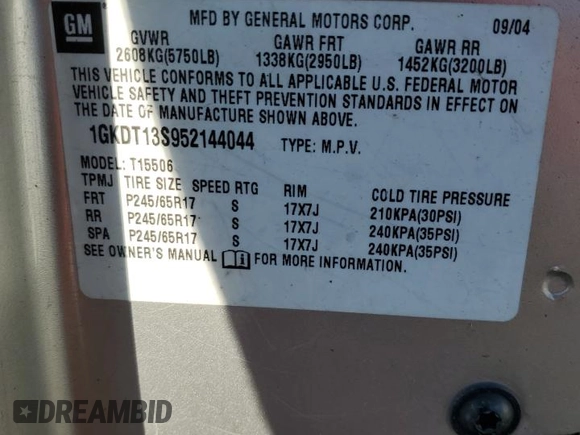 GM
MFD BY GENERAL MOTORS CORP. 09/04
GVWR GAWR FRT GAWR RR
2608KG(5750LB) 1338KG(2950LB) 1452KG(3200LB)
THIS VEHICLE CONFORMS TO ALL APPLICABLE U.S. FEDERAL MOTOR
VEHICLE SAFETY AND THEFT PREVENTION STANDARDS IN EFFECT ON
THE DATE OF MANUFACTURE SHOWN ABOVE.
1GKDT13S952144044 TYPE: M.P.V.
MODEL: T15506
TPMJ TIRE SIZE SPEED RTG RIM COLD TIRE PRESSURE
FRT P245/65R17 S 17X7J 210KPA(30PSI)
RR P245/65R17 S 17X7J 240KPA(35PSI)
SPA P245/65R17 S 17X7J 240KPA(35PSI)
SEE OWNER'S MANUAL FOR MORE INFORMATION.
DREAMBID